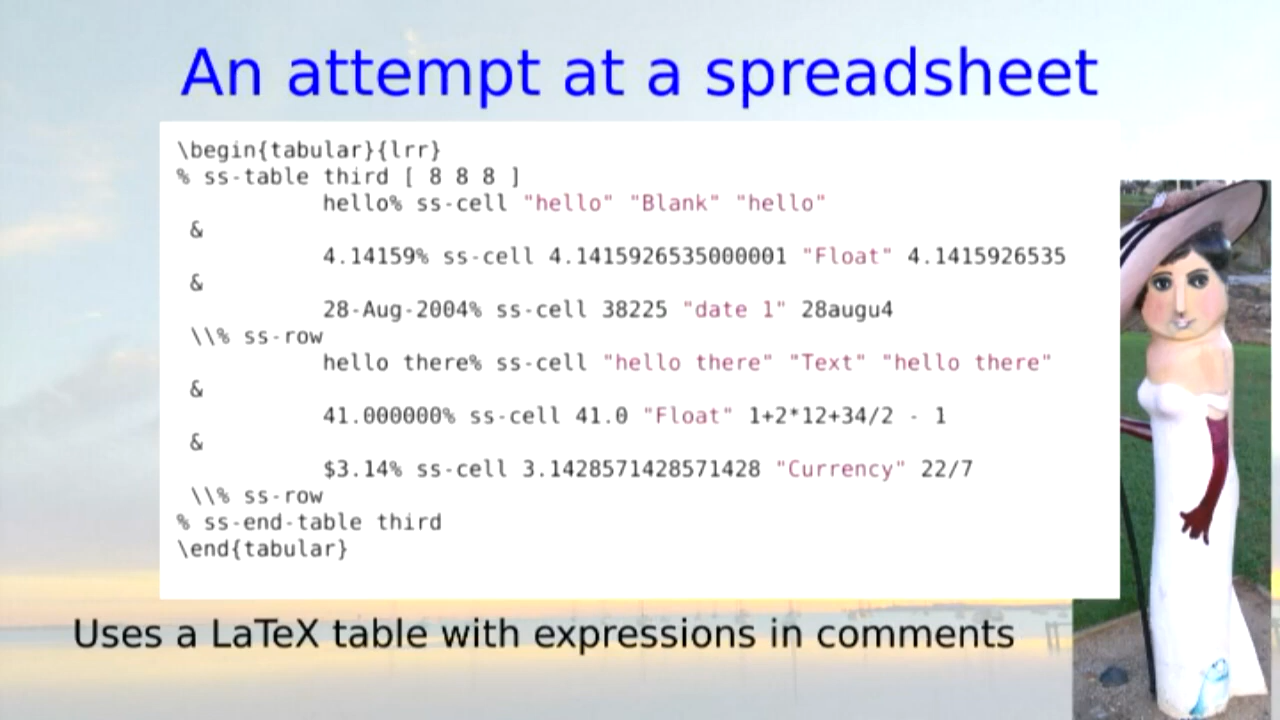 An attempt at a spreadsheet
\begin{tabular}{lrr}
% ss-table third [ 8 8 8 ]
hello% ss-cell "hello" "Blank" "hello"
&
4.14159% ss-cell 4.1415926535000001 "Float" 4.1415926535
&
28-Aug-2004% ss-cell 38225 "date 1" 28augu4
\\% ss-row
hello there% ss-cell "hello there" "Text" "hello there"
&
41.000000% ss-cell 41.0 "Float" 1+2*12+34/2 - 1
&
$3.14% ss-cell 3.1428571428571428 "Currency" 22/7
\\% ss-row
% ss-end-table third
\end{tabular}
Uses a LaTeX table with expressions in comments